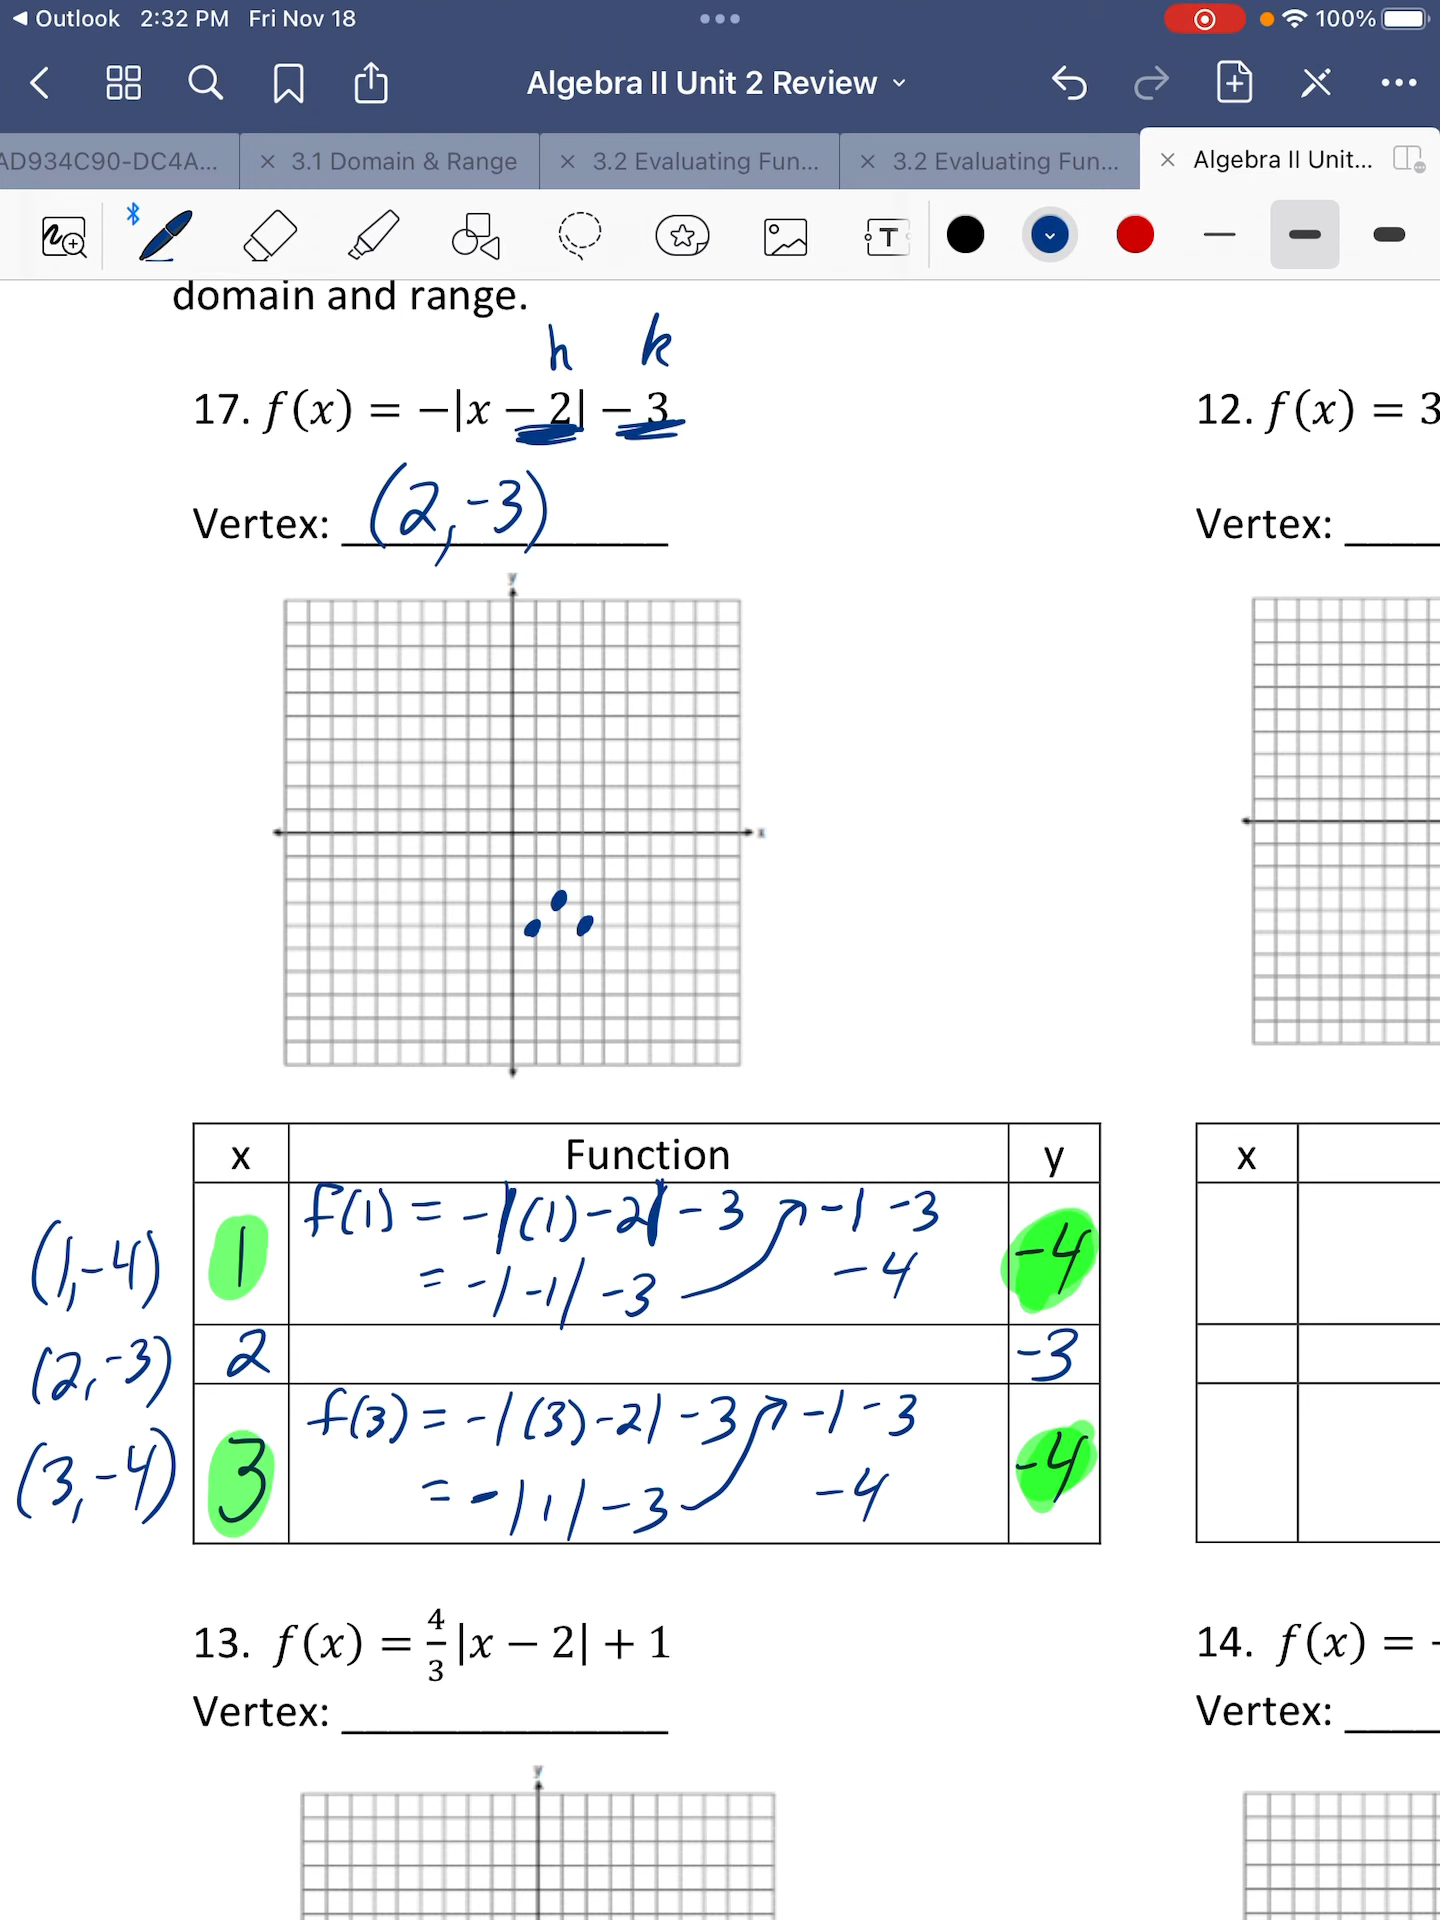 Outlook 2:32 PM Fri Nov 18 100%
Algebra II Unit 2 Review
AD934C90-DC4A... × 3.1 Domain & Range × 3.2 Evaluating Fun... × 3.2 Evaluating Fun... × Algebra II Unit...
T
domain and range.
h k
17. f(x) = −|x − 2| − 3
12. f(x) = 3
Vertex: (2,-3)
Vertex:
y
x
x Function y
x
f(1) = -|(1)-2|-3 -1 -3
(1,-4) 1 -4
= -|-1|-3 -4
(2,-3) 2 -3
f(3) = -|(3)-2|-3 -1 -3
(3,-4) 3 -4
= -|1|-3 -4
13. f(x) = 4/3|x − 2| + 1
14. f(x) = -
Vertex:
Vertex:
y